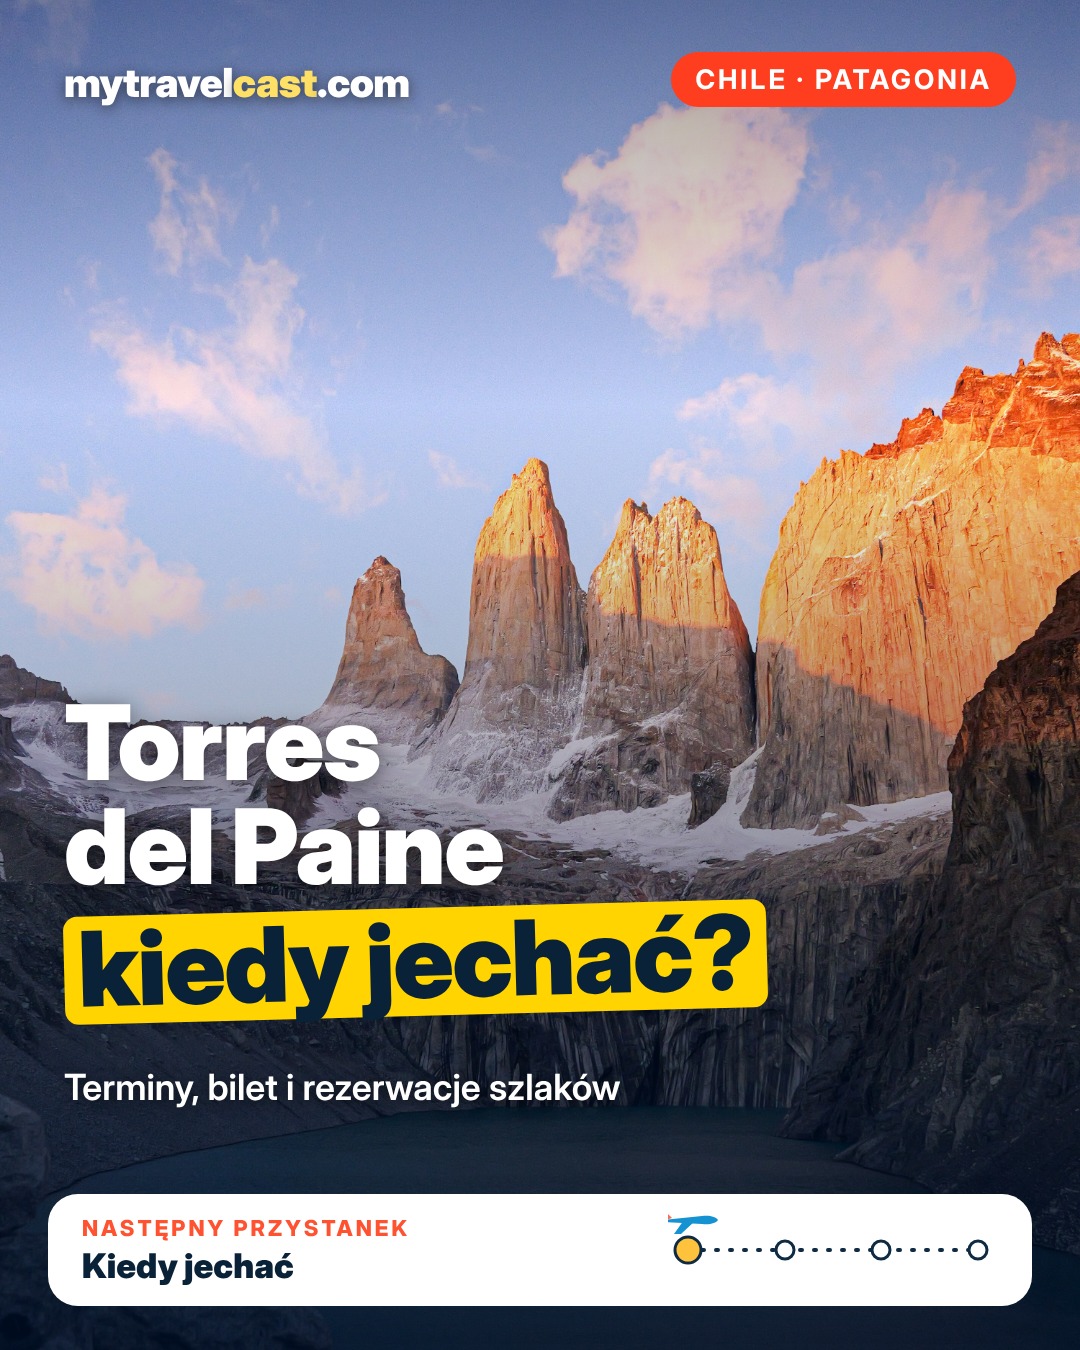 mytravelcast.com
CHILE · PATAGONIA
Torres
del Paine
kiedy jechać?
Terminy, bilet i rezerwacje szlaków
NASTĘPNY PRZYSTANEK
Kiedy jechać